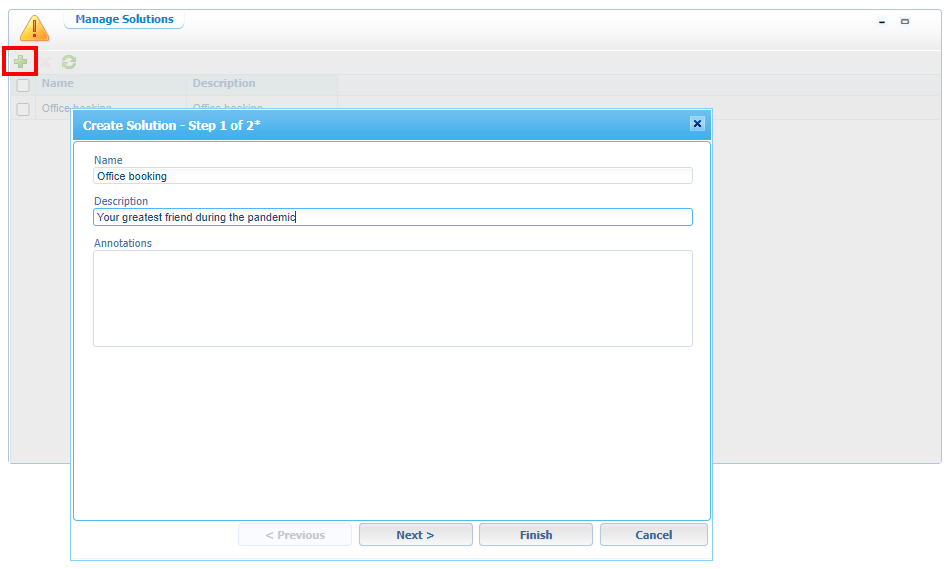 Manage Solutions
Name Description
Office booking Office booking
Create Solution - Step 1 of 2*
Name
Office booking
Description
Your greatest friend during the pandemic
Annotations
< Previous Next > Finish Cancel